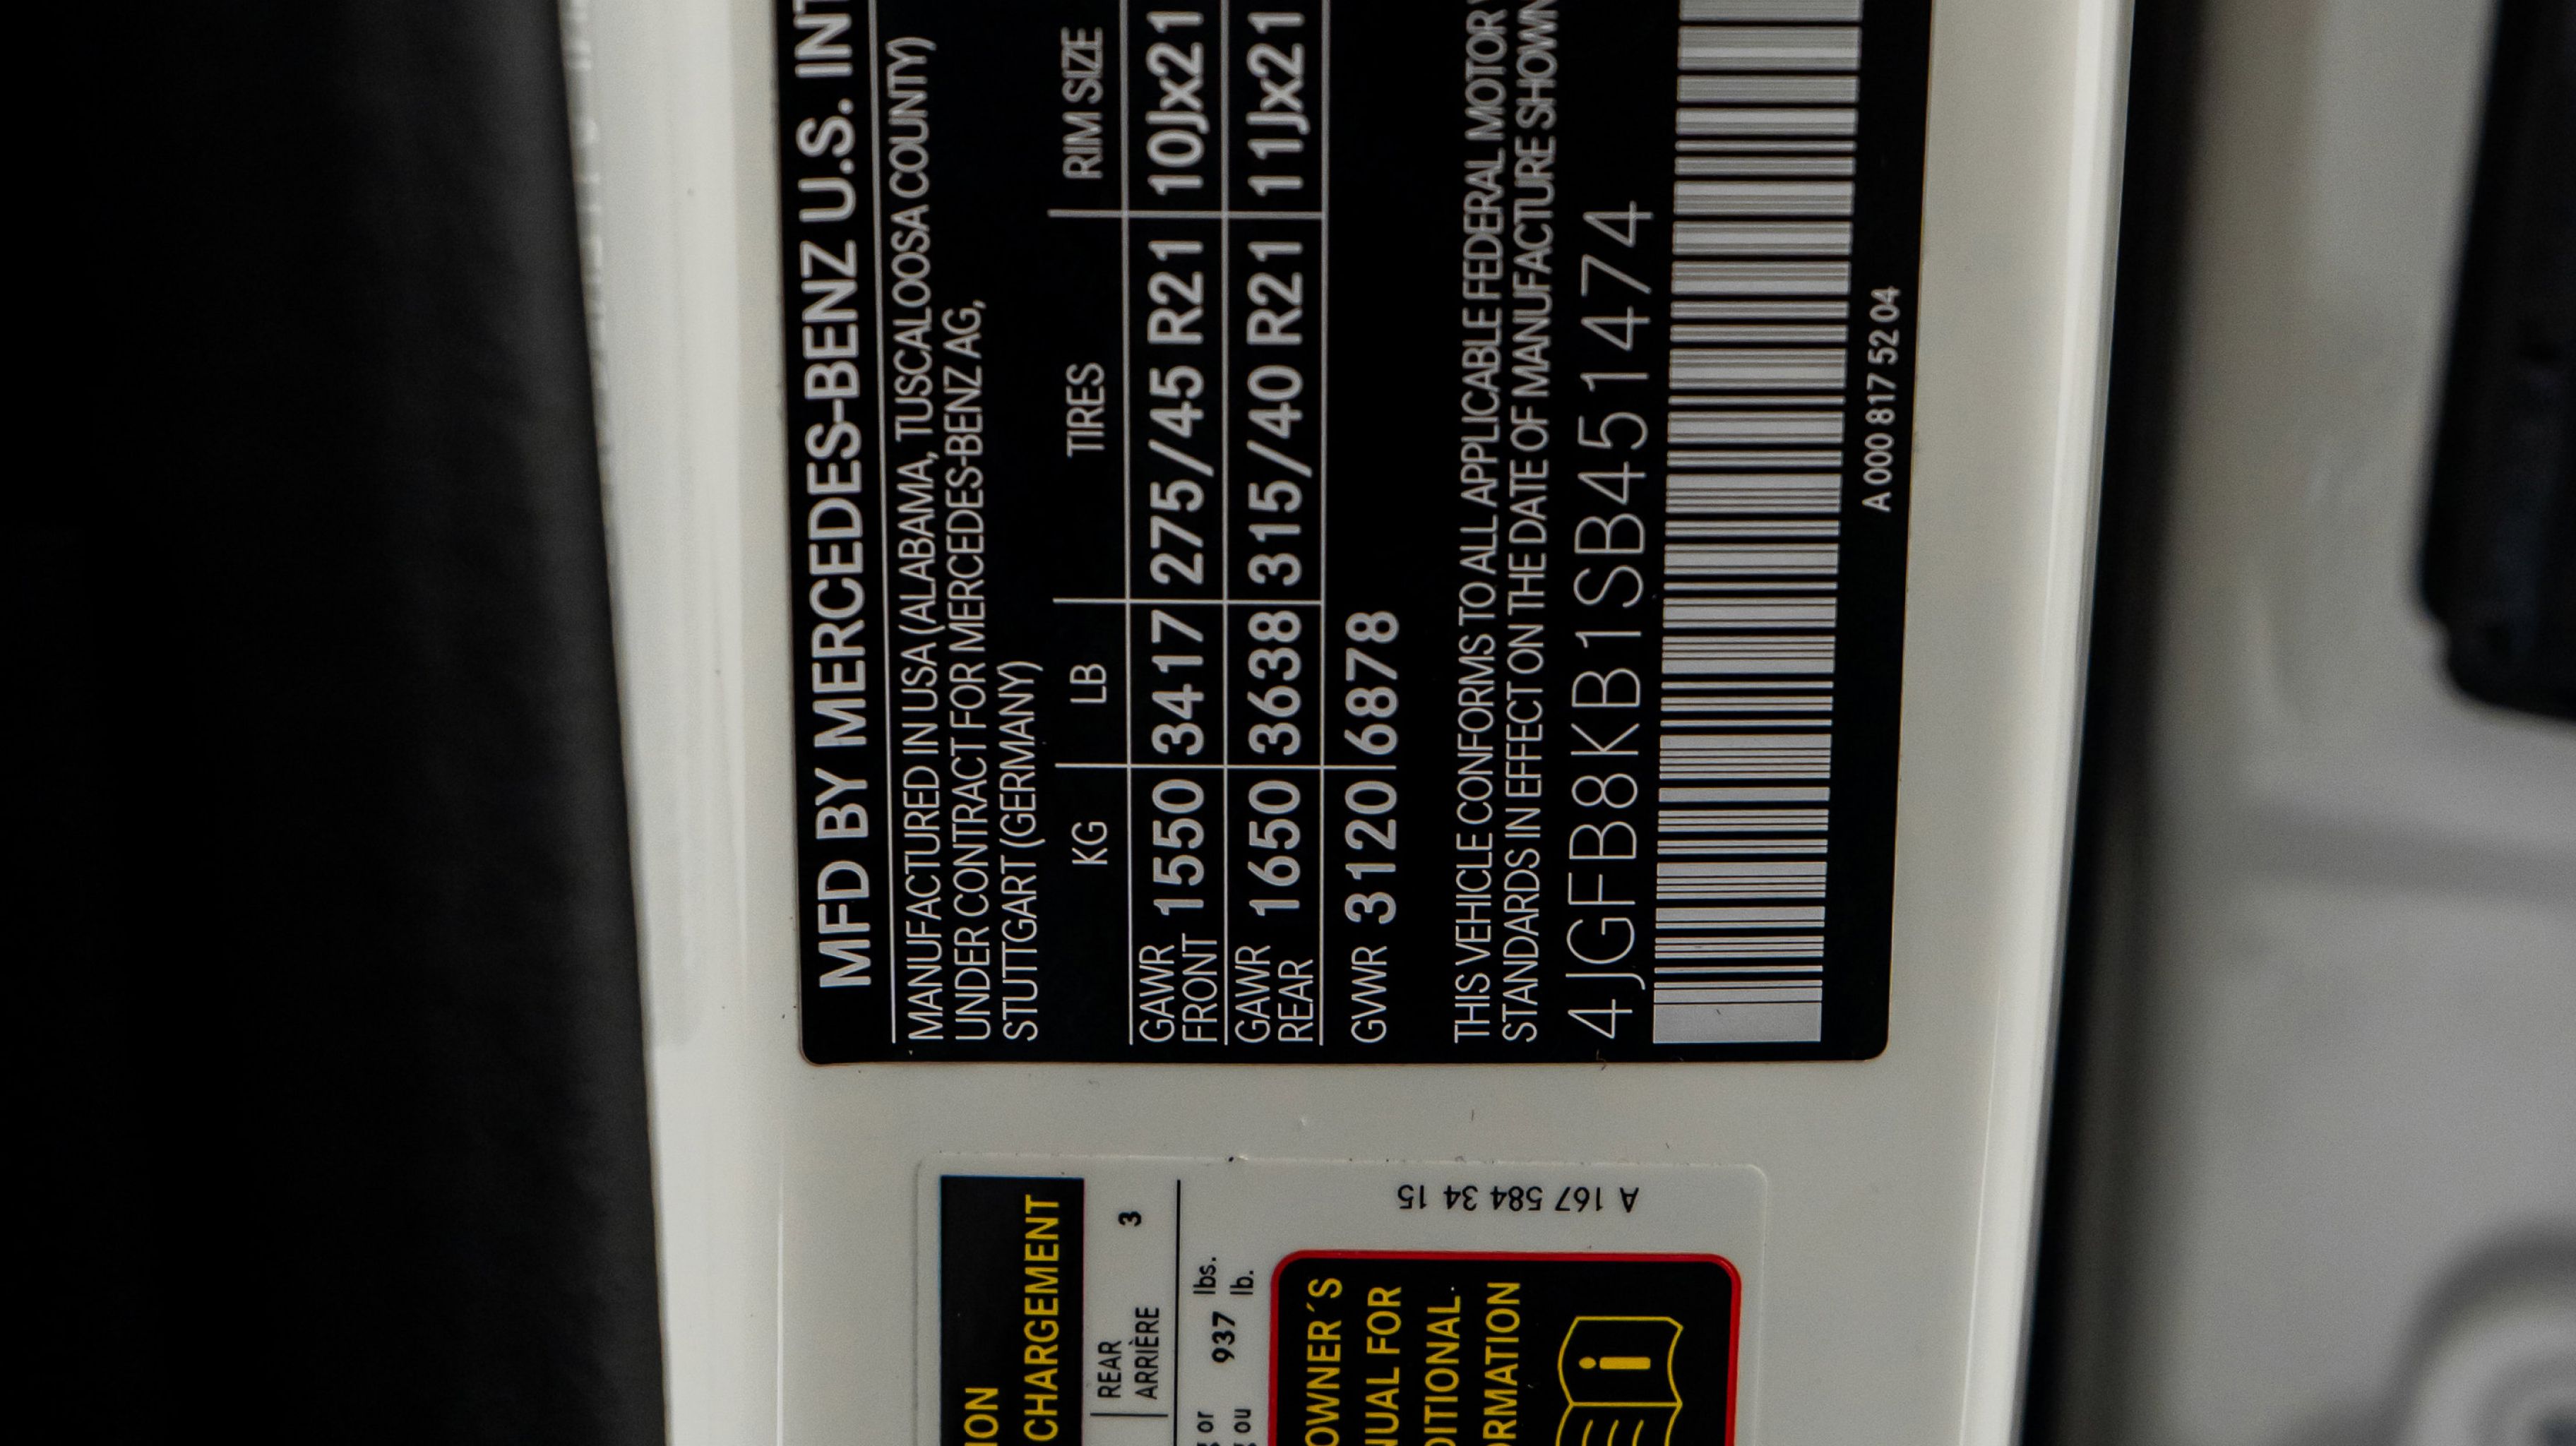 MFD BY MERCEDES-BENZ U.S. INT
MANUFACTURED IN USA (ALABAMA, TUSCALOOSA COUNTY)
UNDER CONTRACT FOR MERCEDES-BENZ AG,
STUTTGART (GERMANY)
KG LB TIRES RIM SIZE
GAWR FRONT 1550 3417 275/45 R21 10Jx21
GAWR REAR 1650 3638 315/40 R21 11Jx21
GVWR 3120 6878
THIS VEHICLE CONFORMS TO ALL APPLICABLE FEDERAL MOTOR
STANDARDS IN EFFECT ON THE DATE OF MANUFACTURE SHOWN
4JGFB8KB1SB451474
A 000 817 52 04
ION
CHARGEMENT
REAR
ARRIÈRE 3
or 937 lbs.
ou lb.
A 167 584 34 15
OWNER´S
NUAL FOR
DITIONAL
ORMATION